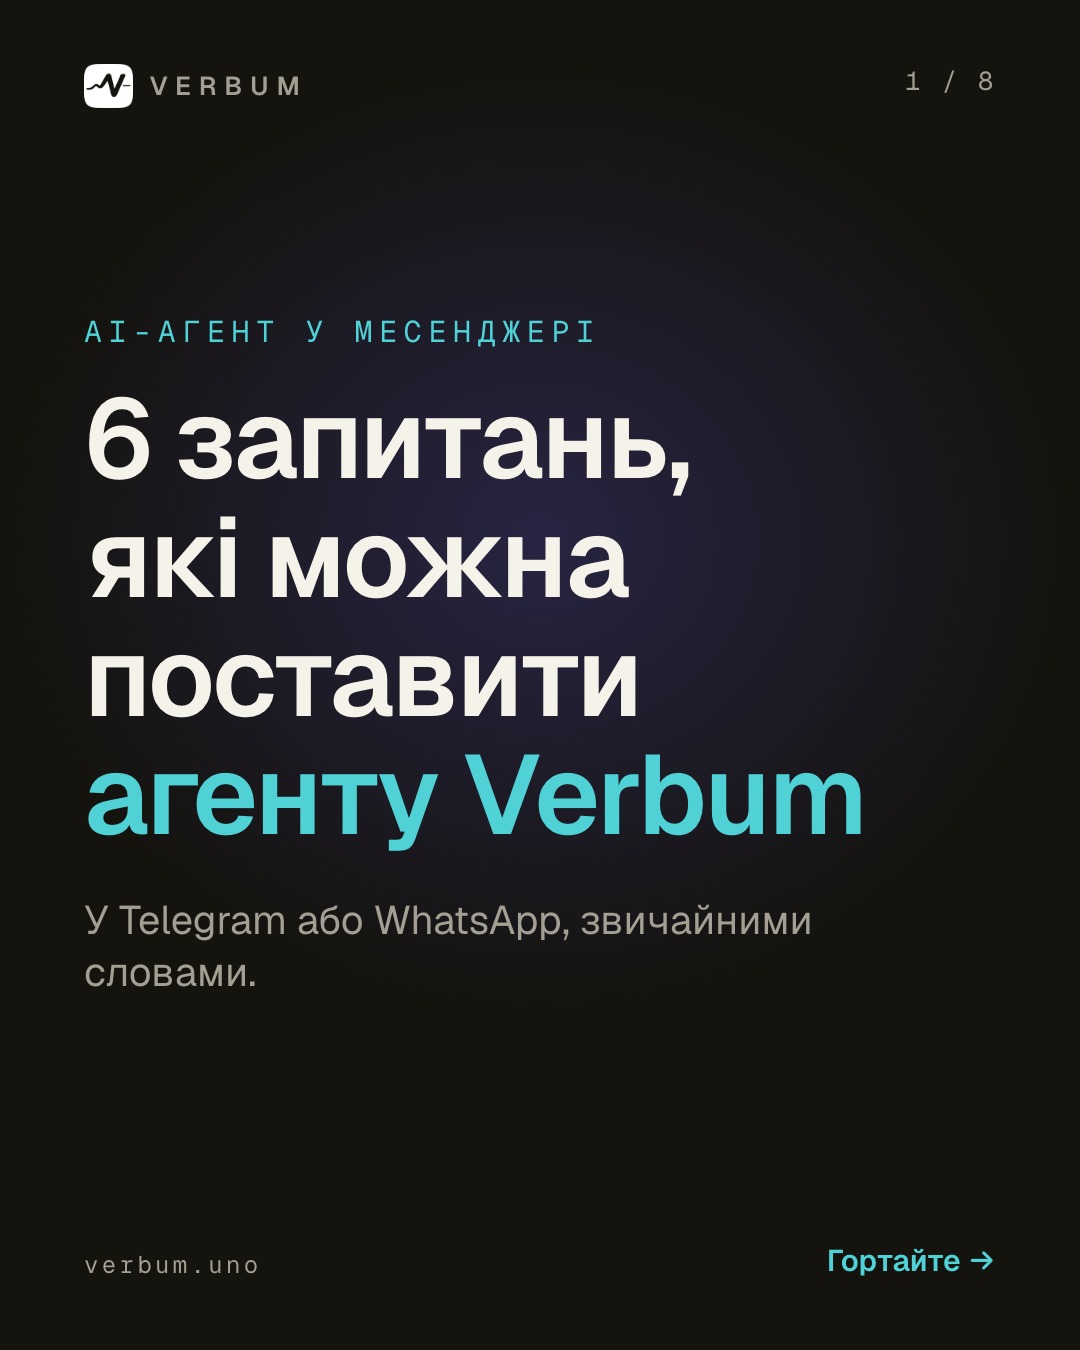 VERBUM
1 / 8
АІ-АГЕНТ У МЕСЕНДЖЕРІ
6 запитань,
які можна
поставити
агенту Verbum
У Telegram або WhatsApp, звичайними
словами.
verbum.uno
Гортайте →